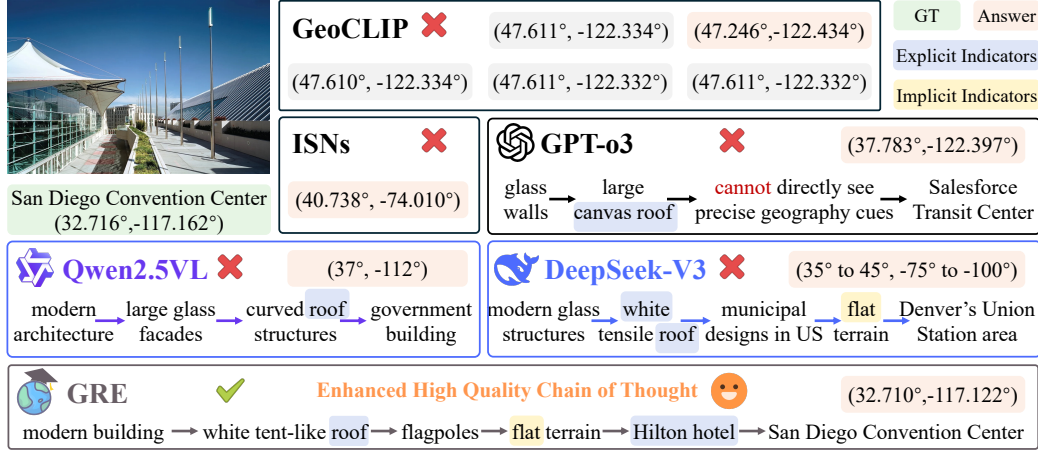 GeoCLIP
(47.611°, -122.334°)
(47.246°,-122.434°)
(47.610°, -122.334°)
(47.611°, -122.332°)
(47.611°, -122.332°)
GT
Answer
Explicit Indicators
Implicit Indicators
San Diego Convention Center
(32.716°,-117.162°)
ISNs
(40.738°, -74.010°)
GPT-o3
(37.783°,-122.397°)
glass
walls
large
canvas roof
cannot directly see
precise geography cues
Salesforce
Transit Center
Qwen2.5VL
(37°, -112°)
modern
architecture
large glass
facades
curved roof
structures
government
building
DeepSeek-V3
(35° to 45°, -75° to -100°)
modern glass
structures
white
tensile roof
municipal
designs in US
flat
terrain
Denver's Union
Station area
GRE
Enhanced High Quality Chain of Thought
(32.710°,-117.122°)
modern building
white tent-like roof
flagpoles
flat terrain
Hilton hotel
San Diego Convention Center